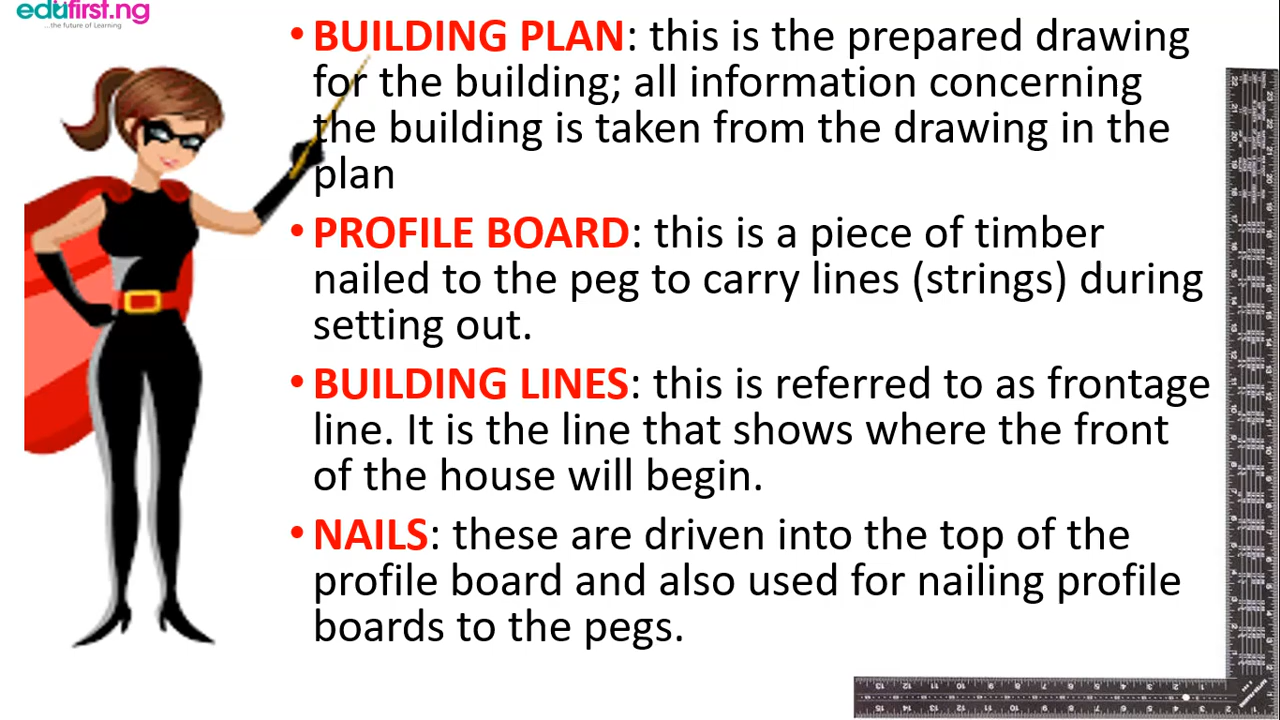 edufirst.ng
...the future of Learning
• BUILDING PLAN: this is the prepared drawing
for the building; all information concerning
the building is taken from the drawing in the
plan
• PROFILE BOARD: this is a piece of timber
nailed to the peg to carry lines (strings) during
setting out.
• BUILDING LINES: this is referred to as frontage
line. It is the line that shows where the front
of the house will begin.
• NAILS: these are driven into the top of the
profile board and also used for nailing profile
boards to the pegs.